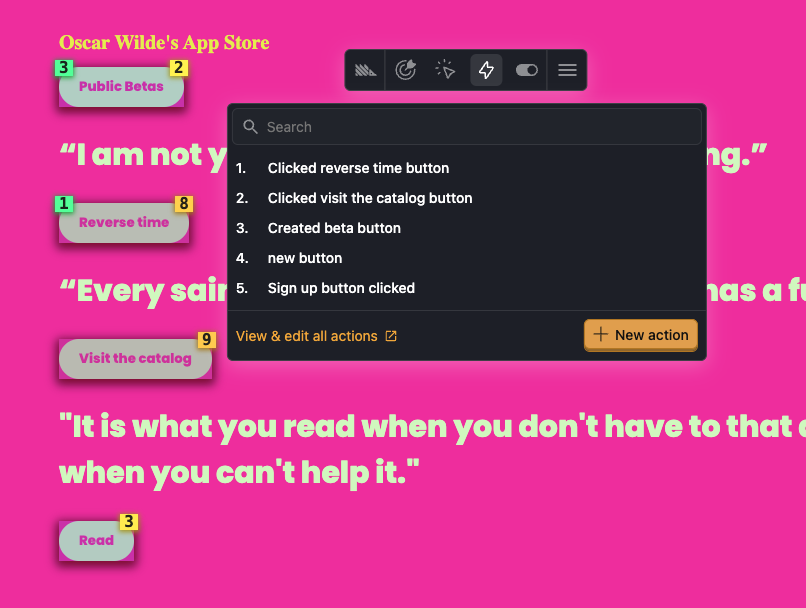 Oscar Wilde's App Store
3
2
Public Betas
“I am not y
ng.”
Search
1. Clicked reverse time button
2. Clicked visit the catalog button
3. Created beta button
4. new button
5. Sign up button clicked
View & edit all actions
New action
1
8
Reverse time
“Every sain
has a fu
9
Visit the catalog
"It is what you read when you don't have to that d
when you can't help it."
3
Read